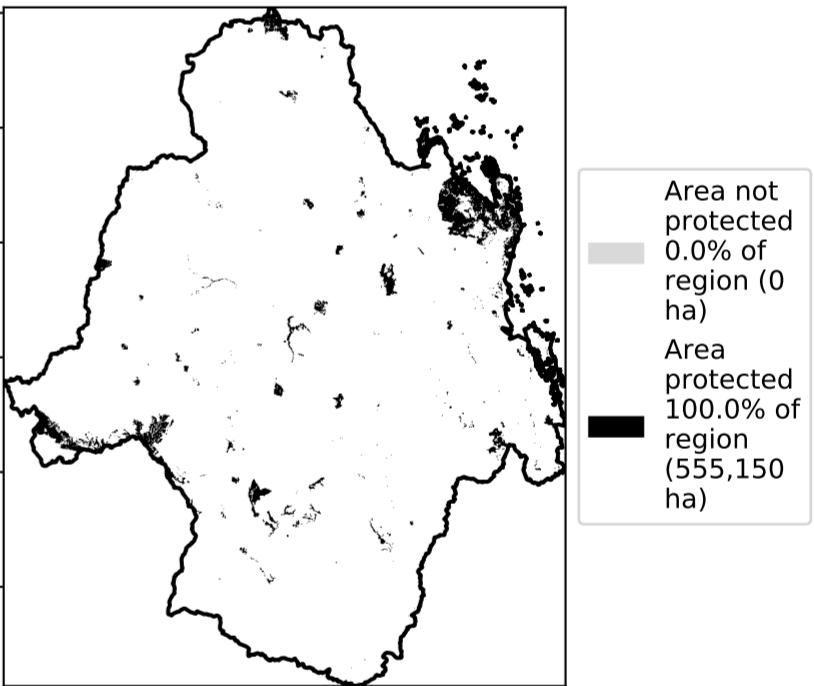 Area not
protected
0.0% of
region (0
ha)
Area
protected
100.0% of
region
(555,150
ha)